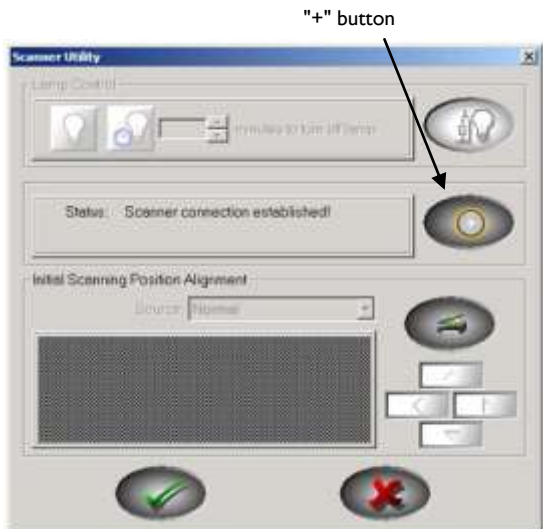 "+" button
Scanner Utility
Lamp Control
minutes to turn off lamp
Status: Scanner connection established!
Initial Scanning Position Alignment
Source: Normal